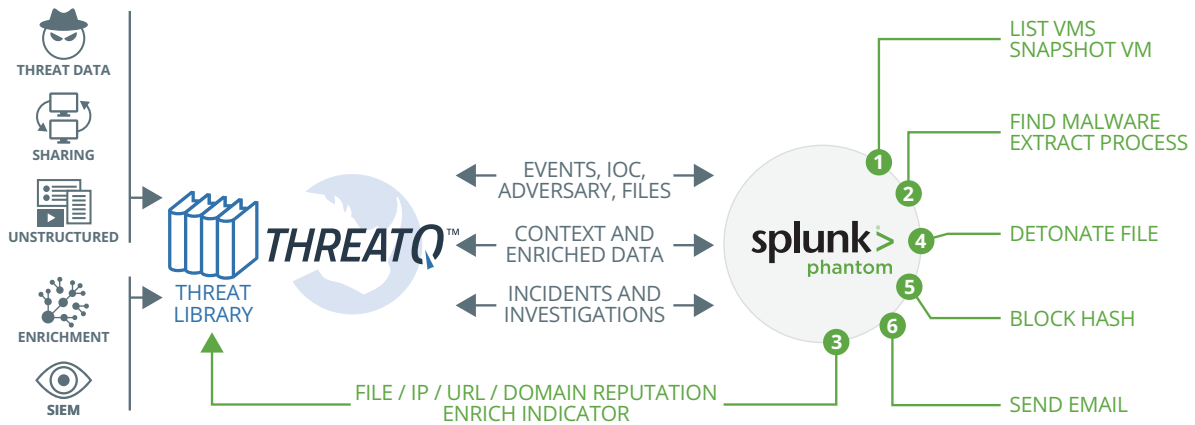 THREAT DATA
SHARING
UNSTRUCTURED
ENRICHMENT
SIEM
THREAT
LIBRARY
THREATQ™
EVENTS, IOC,
ADVERSARY, FILES
CONTEXT AND
ENRICHED DATA
INCIDENTS AND
INVESTIGATIONS
FILE / IP / URL / DOMAIN REPUTATION
ENRICH INDICATOR
splunk>
phantom
1
2
4
5
6
3
LIST VMS
SNAPSHOT VM
FIND MALWARE
EXTRACT PROCESS
DETONATE FILE
BLOCK HASH
SEND EMAIL